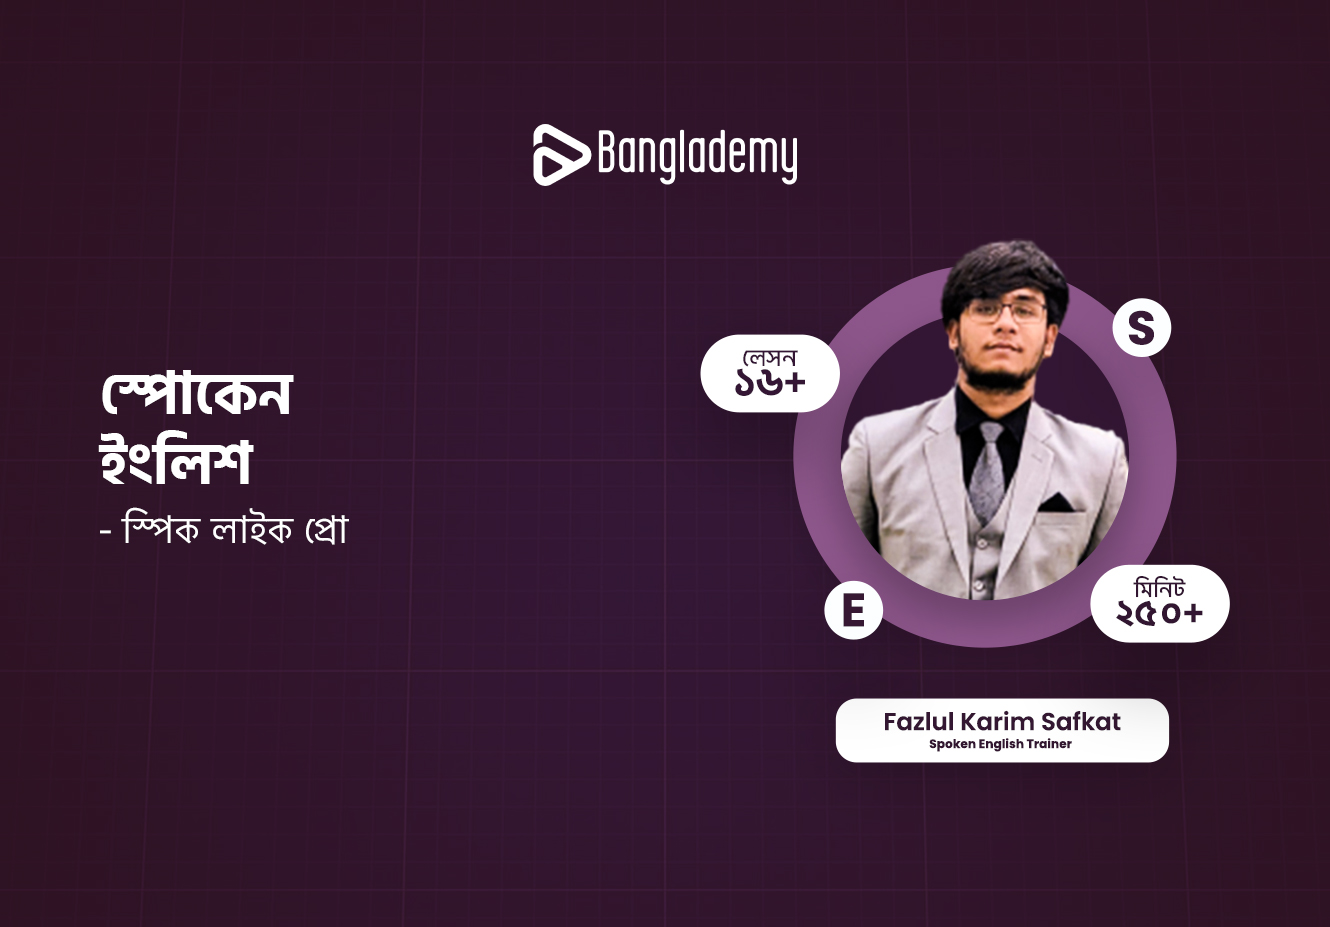 Banglademy
স্পোকেন
ইংলিশ
- স্পিক লাইক প্রো
লেসন
১৬+
S
E
মিনিট
২৫০+
Fazlul Karim Safkat
Spoken English Trainer